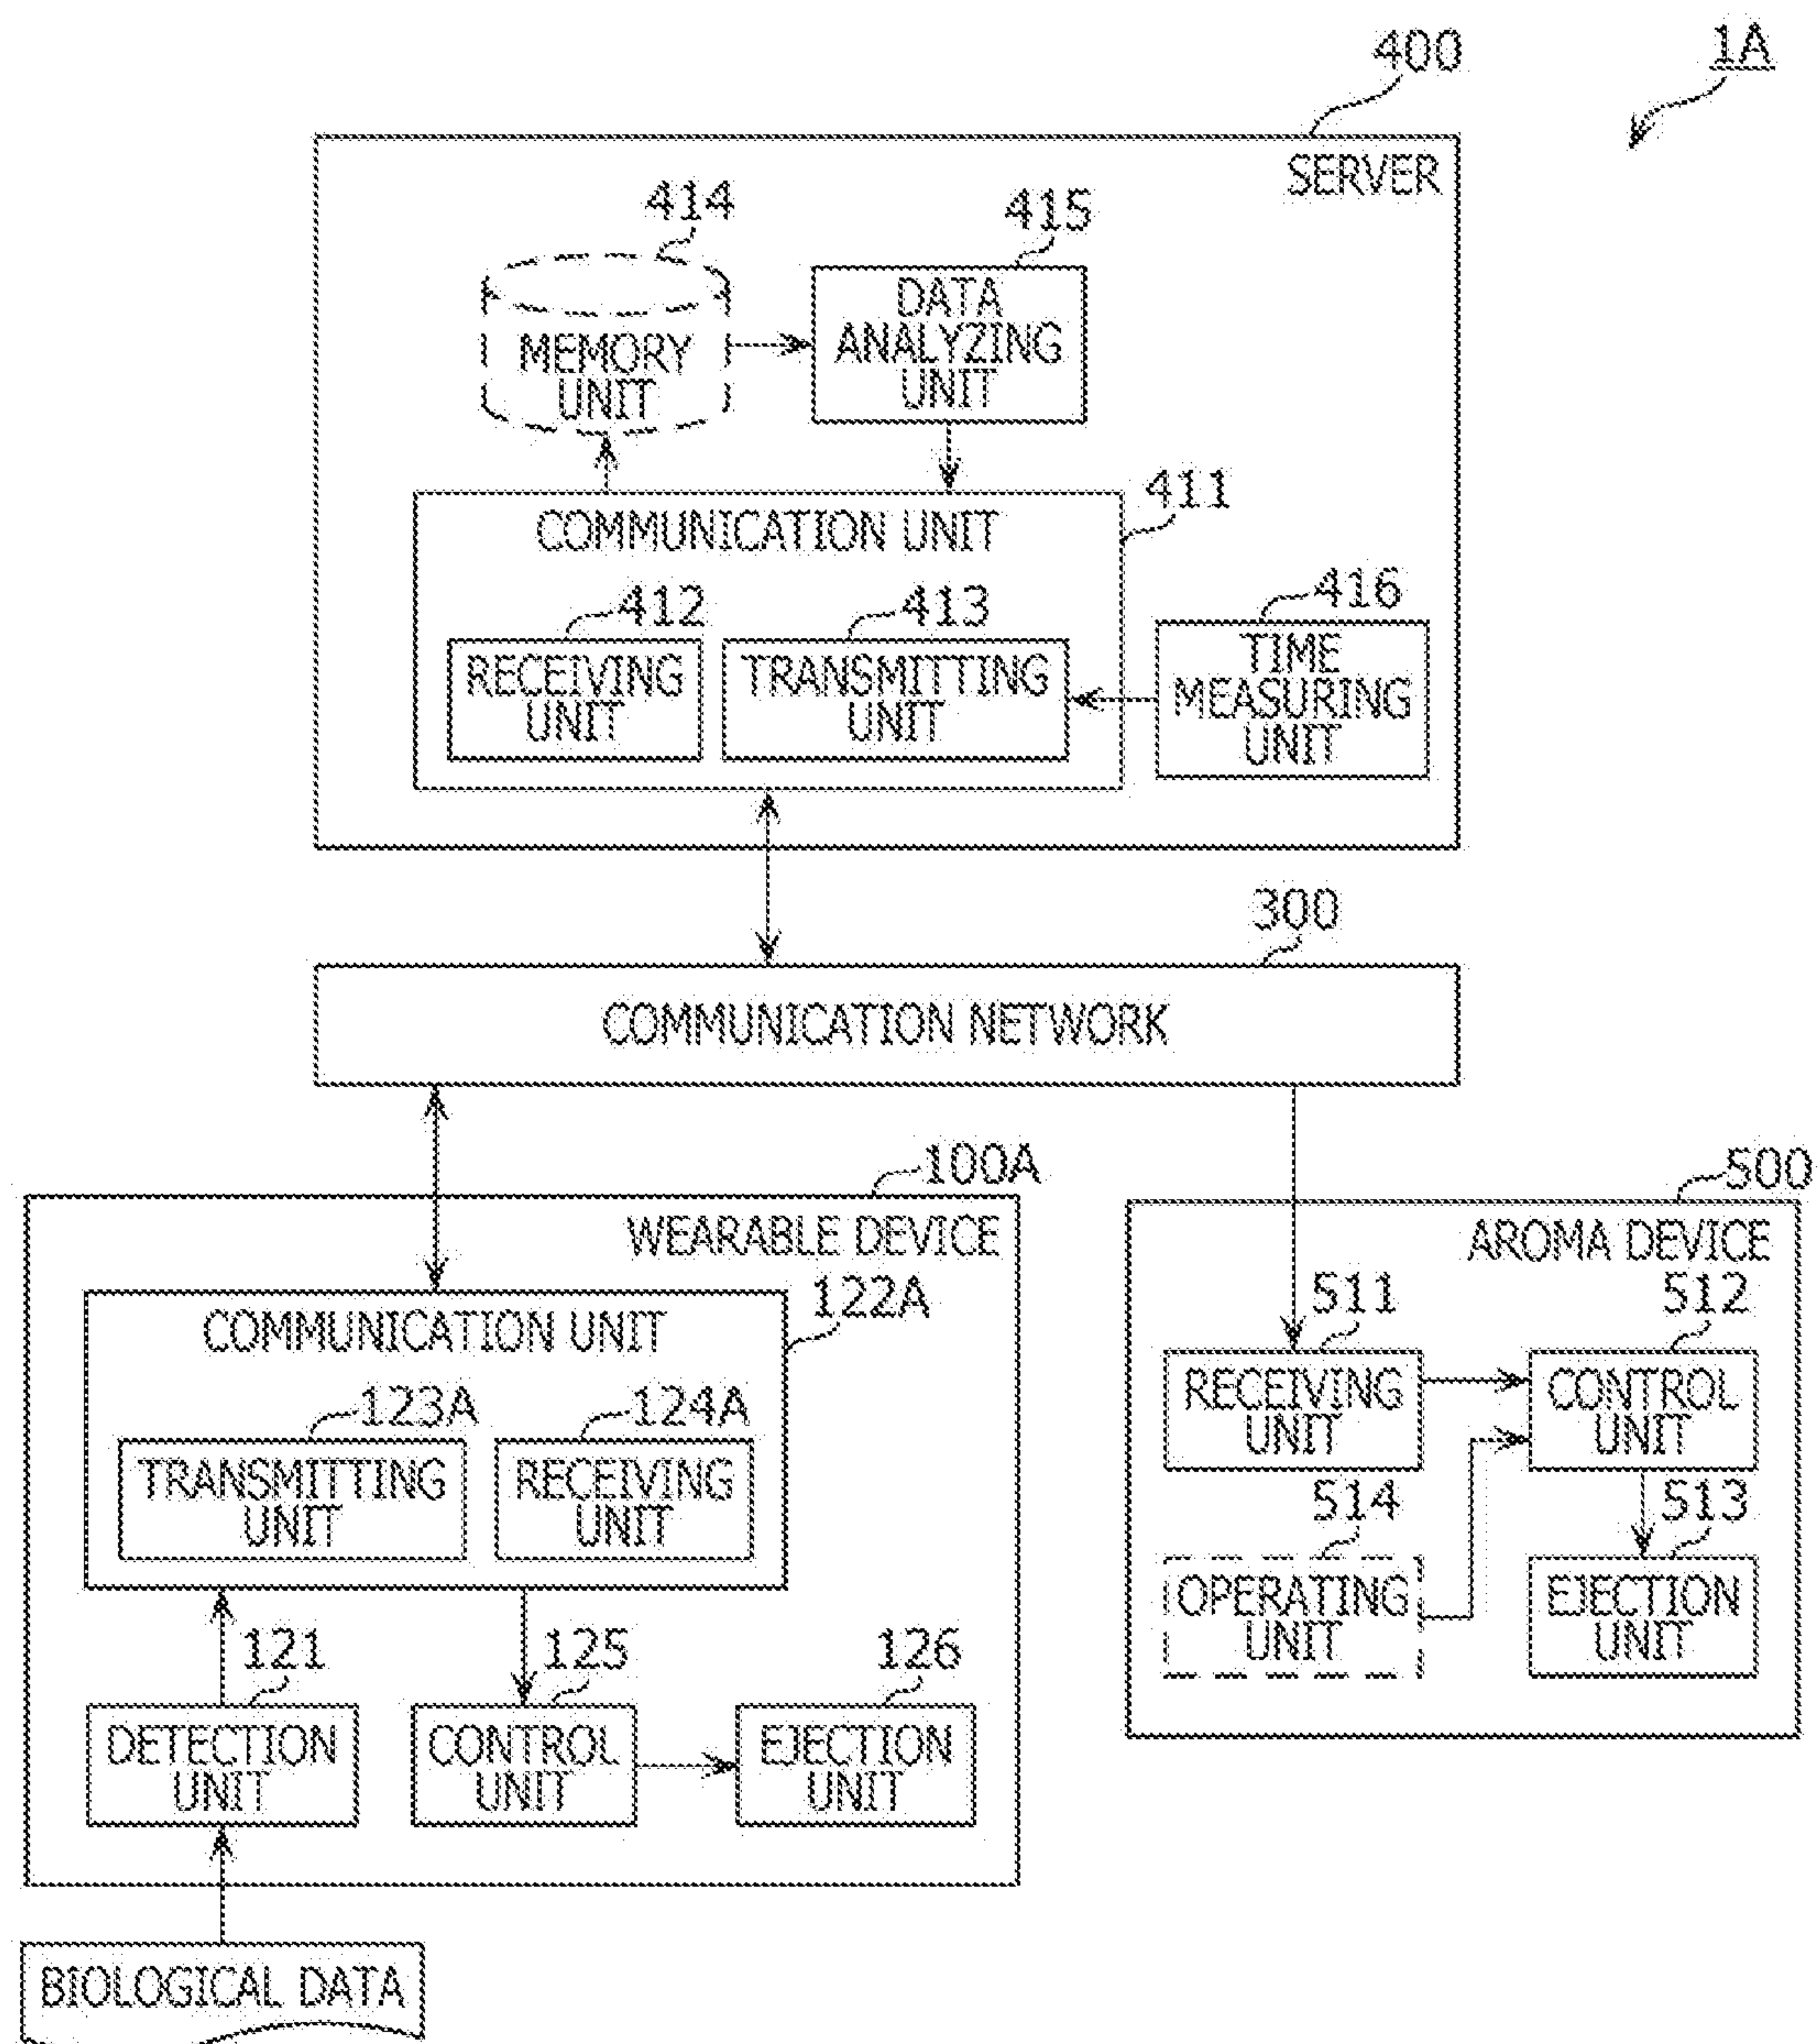 400
1A
SERVER
414
415
MEMORY
UNIT
DATA
ANALYZING
UNIT
411
COMMUNICATION UNIT
412
413
416
RECEIVING
UNIT
TRANSMITTING
UNIT
TIME
MEASURING
UNIT
300
COMMUNICATION NETWORK
100A
WEARABLE DEVICE
122A
COMMUNICATION UNIT
123A
124A
TRANSMITTING
UNIT
RECEIVING
UNIT
121
125
126
DETECTION
UNIT
CONTROL
UNIT
EJECTION
UNIT
BIOLOGICAL DATA
500
AROMA DEVICE
511
512
RECEIVING
UNIT
CONTROL
UNIT
514
513
OPERATING
UNIT
EJECTION
UNIT